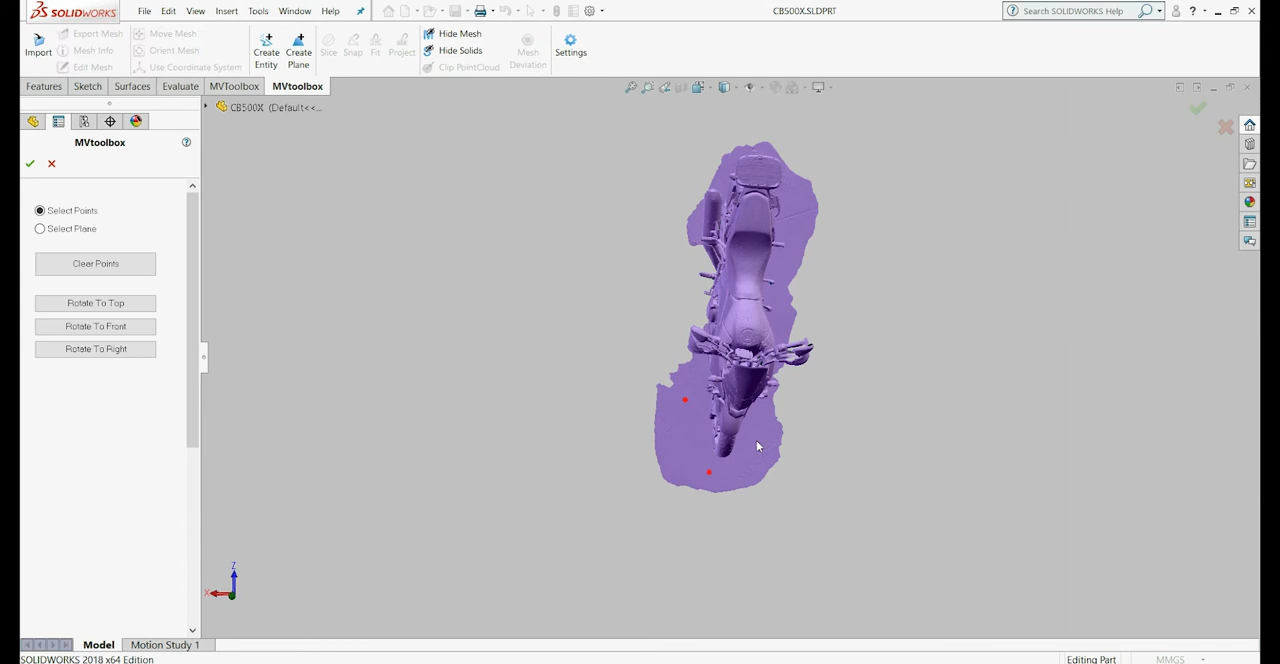 SOLIDWORKS File Edit View Insert Tools Window Help CB500X.SLDPRT Search SOLIDWORKS Help
Import Export Mesh Mesh Info Edit Mesh Move Mesh Orient Mesh Use Coordinate System Create Entity Create Plane Slice Snap Fit Project Hide Mesh Hide Solids Clip PointCloud Mesh Deviation Settings
Features Sketch Surfaces Evaluate MVToolbox MVtoolbox
CB500X (Default<<...
MVtoolbox
Select Points
Select Plane
Clear Points
Rotate To Top
Rotate To Front
Rotate To Right
Z
X
Model Motion Study 1
SOLIDWORKS 2018 x64 Edition Editing Part MMGS